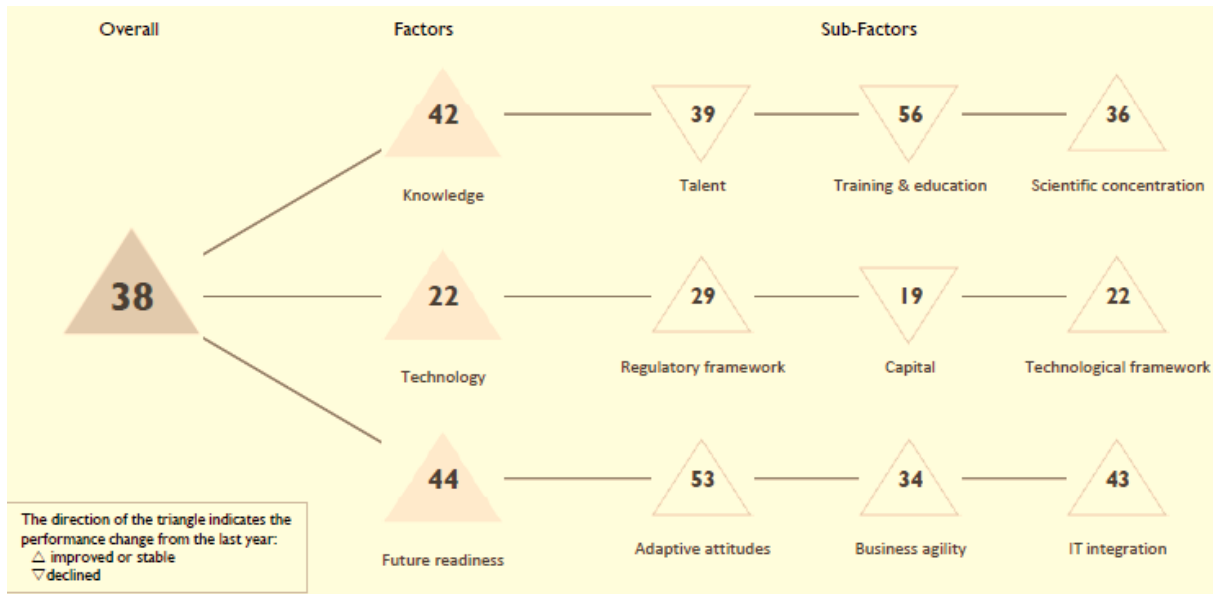 Overall Factors Sub-Factors
42 39 56 36
Knowledge Talent Training & education Scientific concentration
38 22 29 19 22
Technology Regulatory framework Capital Technological framework
44 53 34 43
Future readiness Adaptive attitudes Business agility IT integration
The direction of the triangle indicates the
performance change from the last year:
△ improved or stable
▽ declined